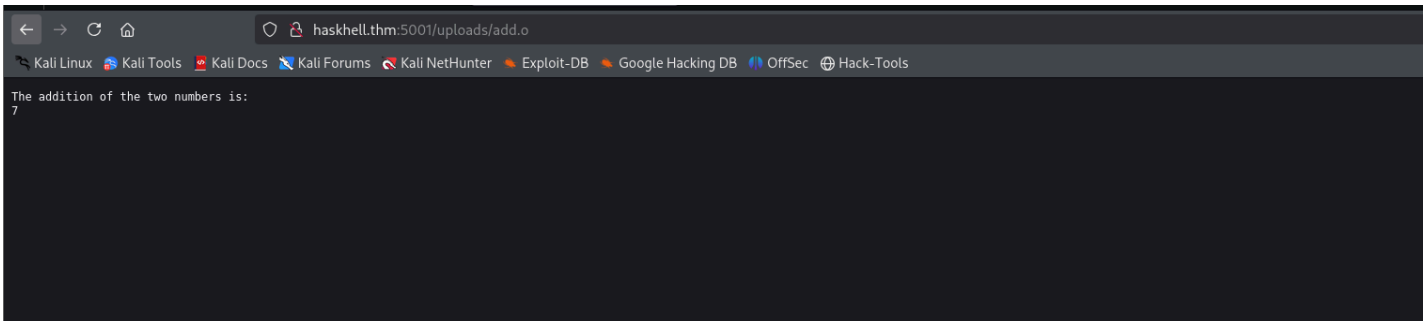 haskhell.thm:5001/uploads/add.o
Kali Linux Kali Tools Kali Docs Kali Forums Kali NetHunter Exploit-DB Google Hacking DB OffSec Hack-Tools
The addition of the two numbers is:
7